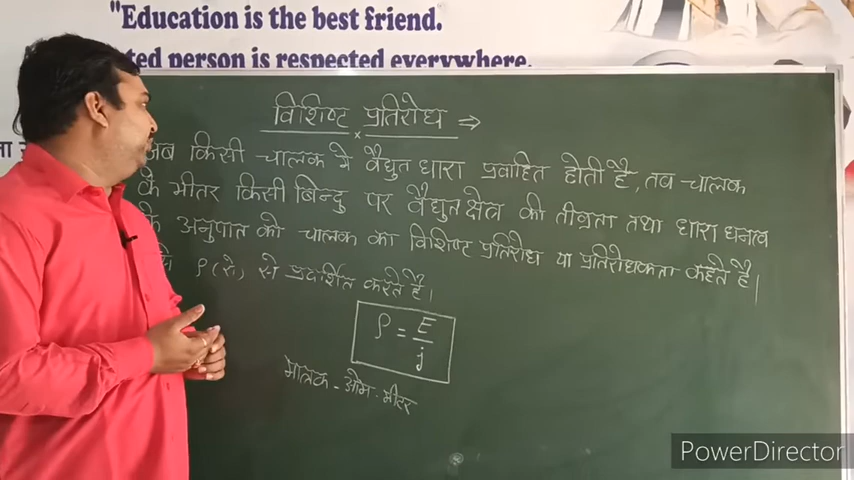 "Education is the best friend.
ted person is respected everywhere.
विशिष्ट प्रतिरोध ⇒
जब किसी चालक मे वैद्युत धारा प्रवाहित होती है, तब चालक
के भीतर किसी बिन्दु पर वैद्युत क्षेत्र की तीव्रता तथा धारा घनत्व
के अनुपात को चालक का विशिष्ट प्रतिरोध या प्रतिरोधकता कहते है।
ρ (रो) से प्रदर्शित करते है।
ρ = E / j
मात्रक - ओम . मीटर
PowerDirector